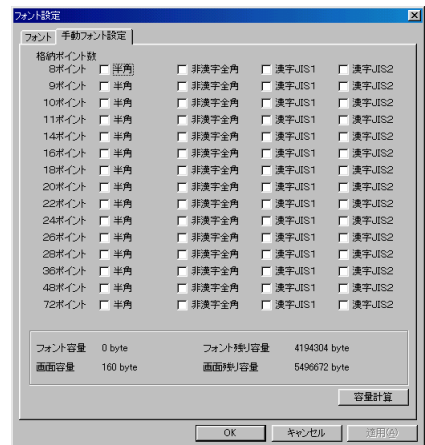 フォント設定
フォント 手動フォント設定
格納ポイント数
8ポイント 半角 非漢字全角 漢字JIS1 漢字JIS2
9ポイント 半角 非漢字全角 漢字JIS1 漢字JIS2
10ポイント 半角 非漢字全角 漢字JIS1 漢字JIS2
11ポイント 半角 非漢字全角 漢字JIS1 漢字JIS2
14ポイント 半角 非漢字全角 漢字JIS1 漢字JIS2
16ポイント 半角 非漢字全角 漢字JIS1 漢字JIS2
18ポイント 半角 非漢字全角 漢字JIS1 漢字JIS2
20ポイント 半角 非漢字全角 漢字JIS1 漢字JIS2
22ポイント 半角 非漢字全角 漢字JIS1 漢字JIS2
24ポイント 半角 非漢字全角 漢字JIS1 漢字JIS2
26ポイント 半角 非漢字全角 漢字JIS1 漢字JIS2
28ポイント 半角 非漢字全角 漢字JIS1 漢字JIS2
36ポイント 半角 非漢字全角 漢字JIS1 漢字JIS2
48ポイント 半角 非漢字全角 漢字JIS1 漢字JIS2
72ポイント 半角 非漢字全角 漢字JIS1 漢字JIS2
フォント容量 0 byte フォント残り容量 4194304 byte
画面容量 160 byte 画面残り容量 5496672 byte
容量計算
OK キャンセル 適用(A)